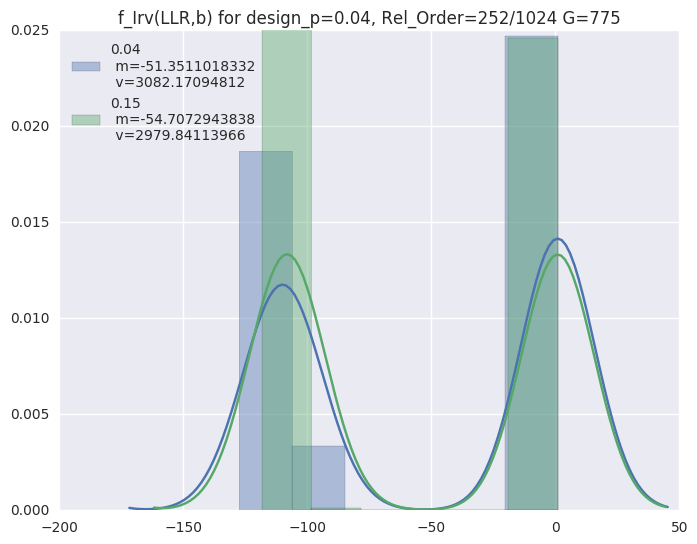 f_Irv(LLR,b) for design_p=0.04, Rel_Order=252/1024 G=775
0.04
m=-51.3511018332
v=3082.17094812
0.15
m=-54.7072943838
v=2979.84113966
0.025
0.020
0.015
0.010
0.005
0.000
−200
−150
−100
−50
0
50